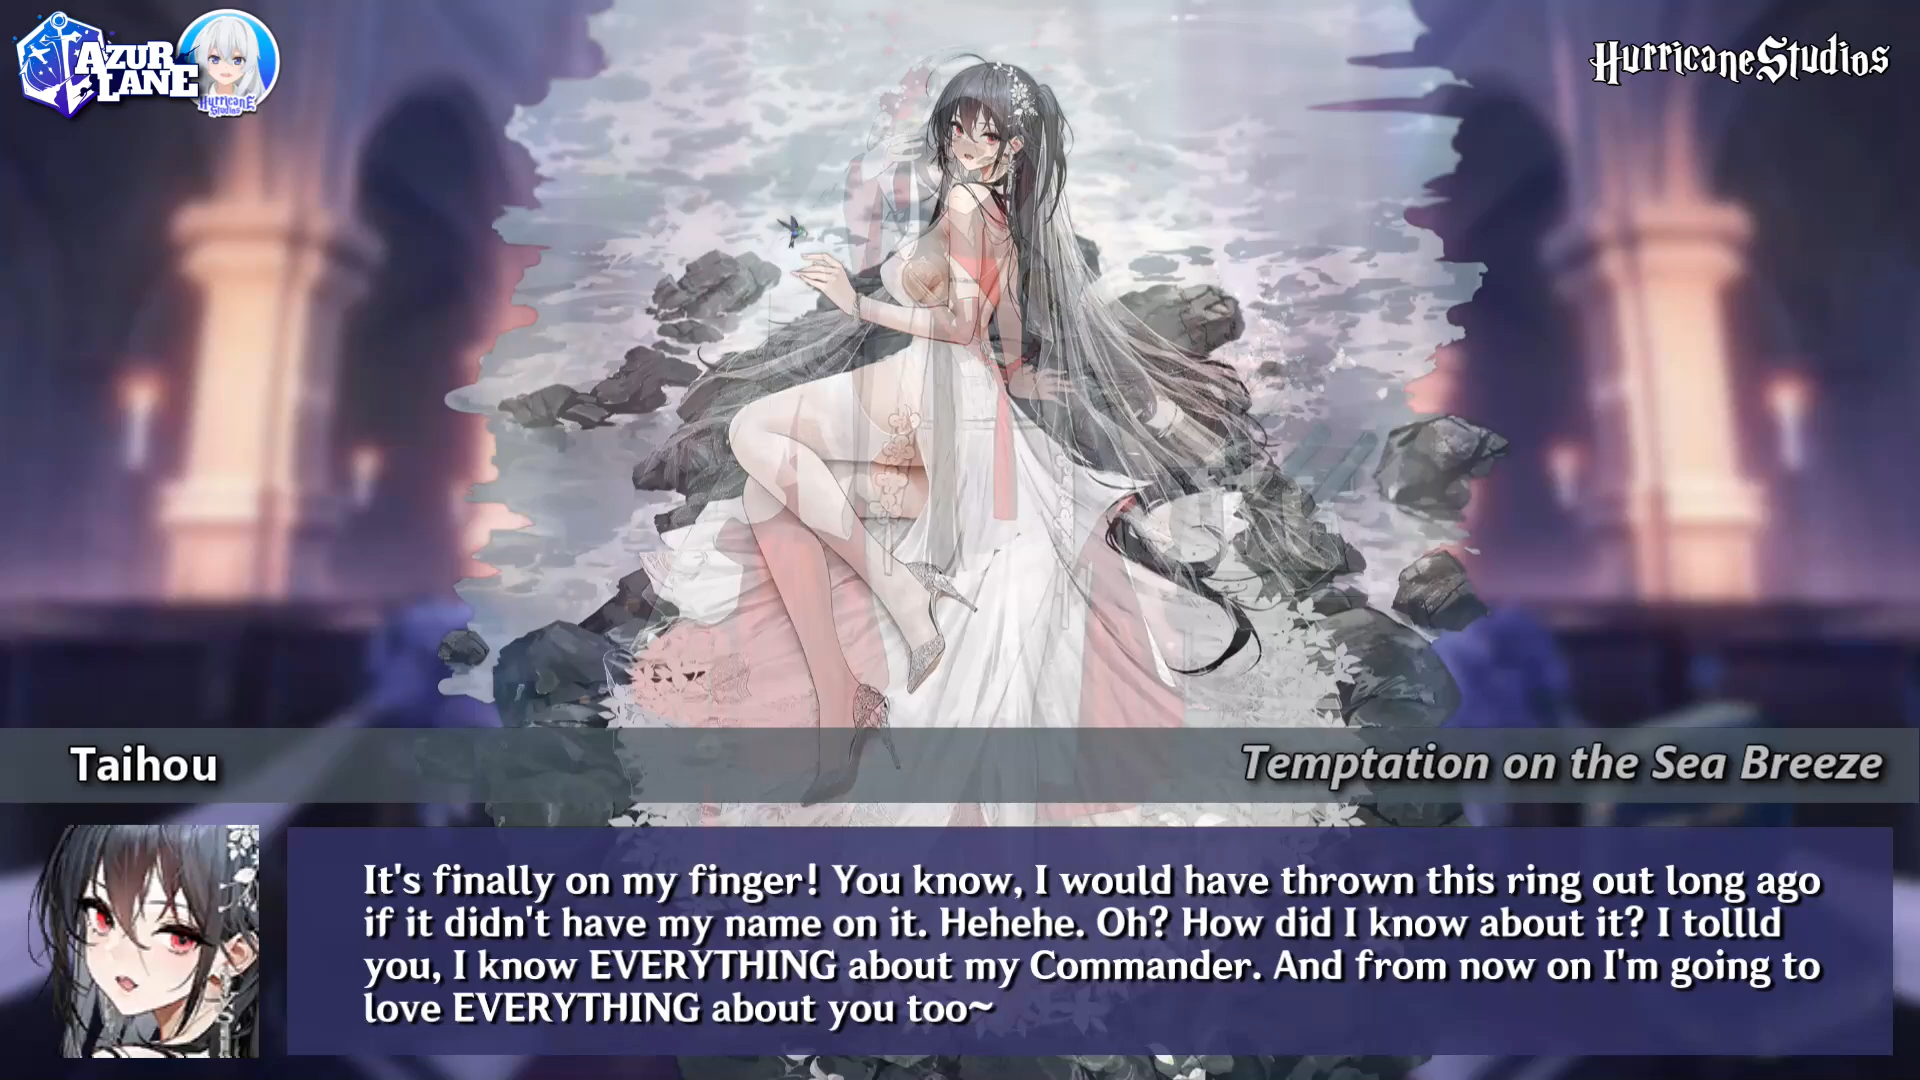 AZUR
LANE
Hurricane
Studios
HurricaneStudios
Taihou
Temptation on the Sea Breeze
It's finally on my finger! You know, I would have thrown this ring out long ago
if it didn't have my name on it. Hehehe. Oh? How did I know about it? I tollld
you, I know EVERYTHING about my Commander. And from now on I'm going to
love EVERYTHING about you too~